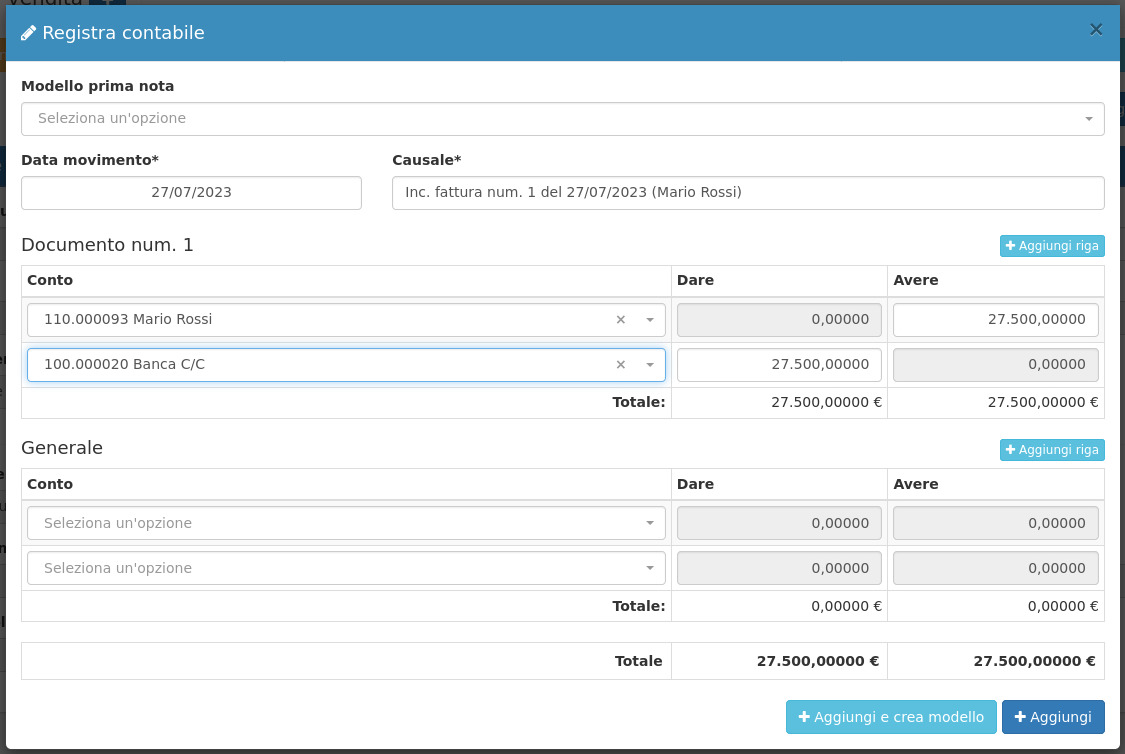 Vendita
Registra contabile ×
Modello prima nota
Seleziona un'opzione
Data movimento* Causale*
27/07/2023 Inc. fattura num. 1 del 27/07/2023 (Mario Rossi)
Documento num. 1 + Aggiungi riga
Conto Dare Avere
110.000093 Mario Rossi × 0,00000 27.500,00000
100.000020 Banca C/C × 27.500,00000 0,00000
Totale: 27.500,00000 € 27.500,00000 €
Generale + Aggiungi riga
Conto Dare Avere
Seleziona un'opzione 0,00000 0,00000
Seleziona un'opzione 0,00000 0,00000
Totale: 0,00000 € 0,00000 €
Totale 27.500,00000 € 27.500,00000 €
+ Aggiungi e crea modello + Aggiungi